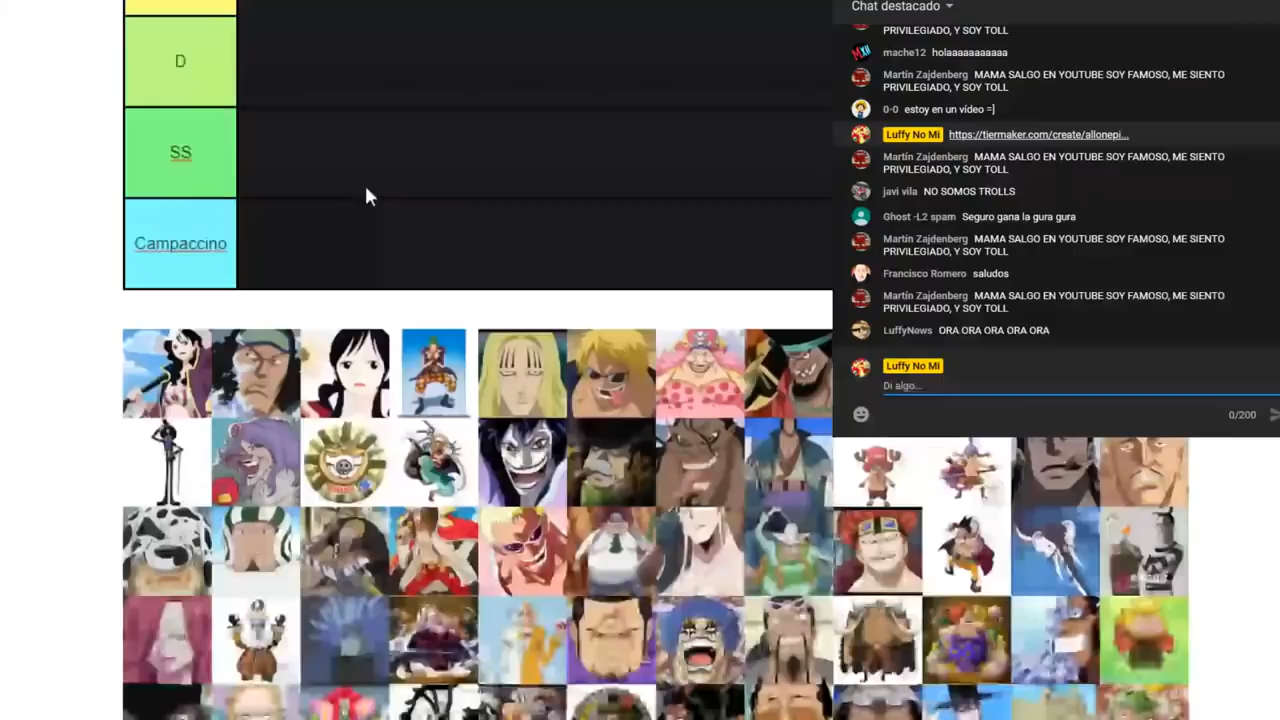 D
SS
Campaccino
Chat destacado
PRIVILEGIADO, Y SOY TOLL
mache12 holaaaaaaaaaaa
Martín Zajdenberg MAMA SALGO EN YOUTUBE SOY FAMOSO, ME SIENTO
PRIVILEGIADO, Y SOY TOLL
0-0 estoy en un vídeo =]
Luffy No Mi https://tiermaker.com/create/allonepi...
Martín Zajdenberg MAMA SALGO EN YOUTUBE SOY FAMOSO, ME SIENTO
PRIVILEGIADO, Y SOY TOLL
javi vila NO SOMOS TROLLS
Ghost -L2 spam Seguro gana la gura gura
Martín Zajdenberg MAMA SALGO EN YOUTUBE SOY FAMOSO, ME SIENTO
PRIVILEGIADO, Y SOY TOLL
Francisco Romero saludos
Martín Zajdenberg MAMA SALGO EN YOUTUBE SOY FAMOSO, ME SIENTO
PRIVILEGIADO, Y SOY TOLL
LuffyNews ORA ORA ORA ORA ORA
Luffy No Mi
Di algo...
0/200